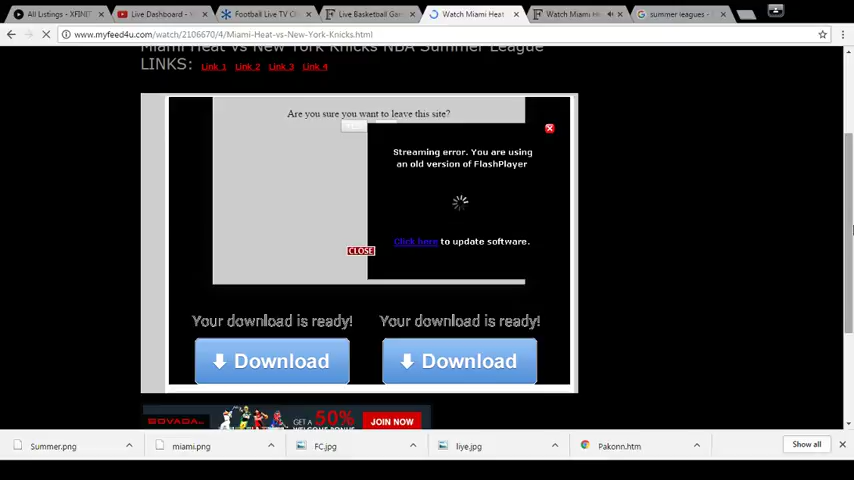 All Listings - XFINIT
Live Dashboard - Y
Football Live TV C
Live Basketball Gam
Watch Miami Heat
Watch Miami H
summer leagues -
www.myfeed4u.com/watch/2106670/4/Miami-Heat-vs-New-York-Knicks.html
Miami Heat vs New York Knicks NBA Summer League
LINKS: Link 1 Link 2 Link 3 Link 4
Are you sure you want to leave this site?
Streaming error. You are using
an old version of FlashPlayer
Click here to update software.
CLOSE
Your download is ready! Your download is ready!
Download Download
BOVADA GET A 50% JOIN NOW
WELCOME BONUS
Summer.png
miami.png
FC.jpg
liye.jpg
Pakonn.htm
Show all